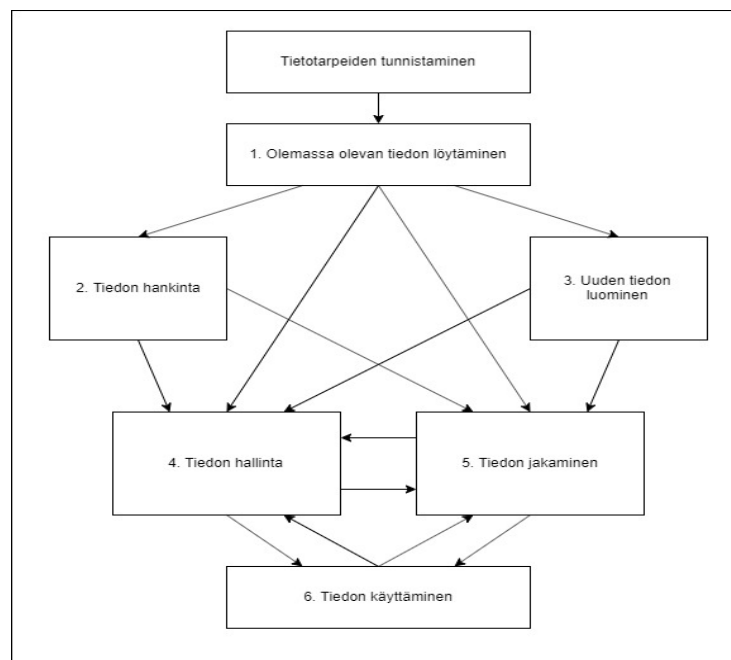 Tietotarpeiden tunnistaminen
1. Olemassa olevan tiedon löytäminen
2. Tiedon hankinta
3. Uuden tiedon
luominen
4. Tiedon hallinta
5. Tiedon jakaminen
6. Tiedon käyttäminen